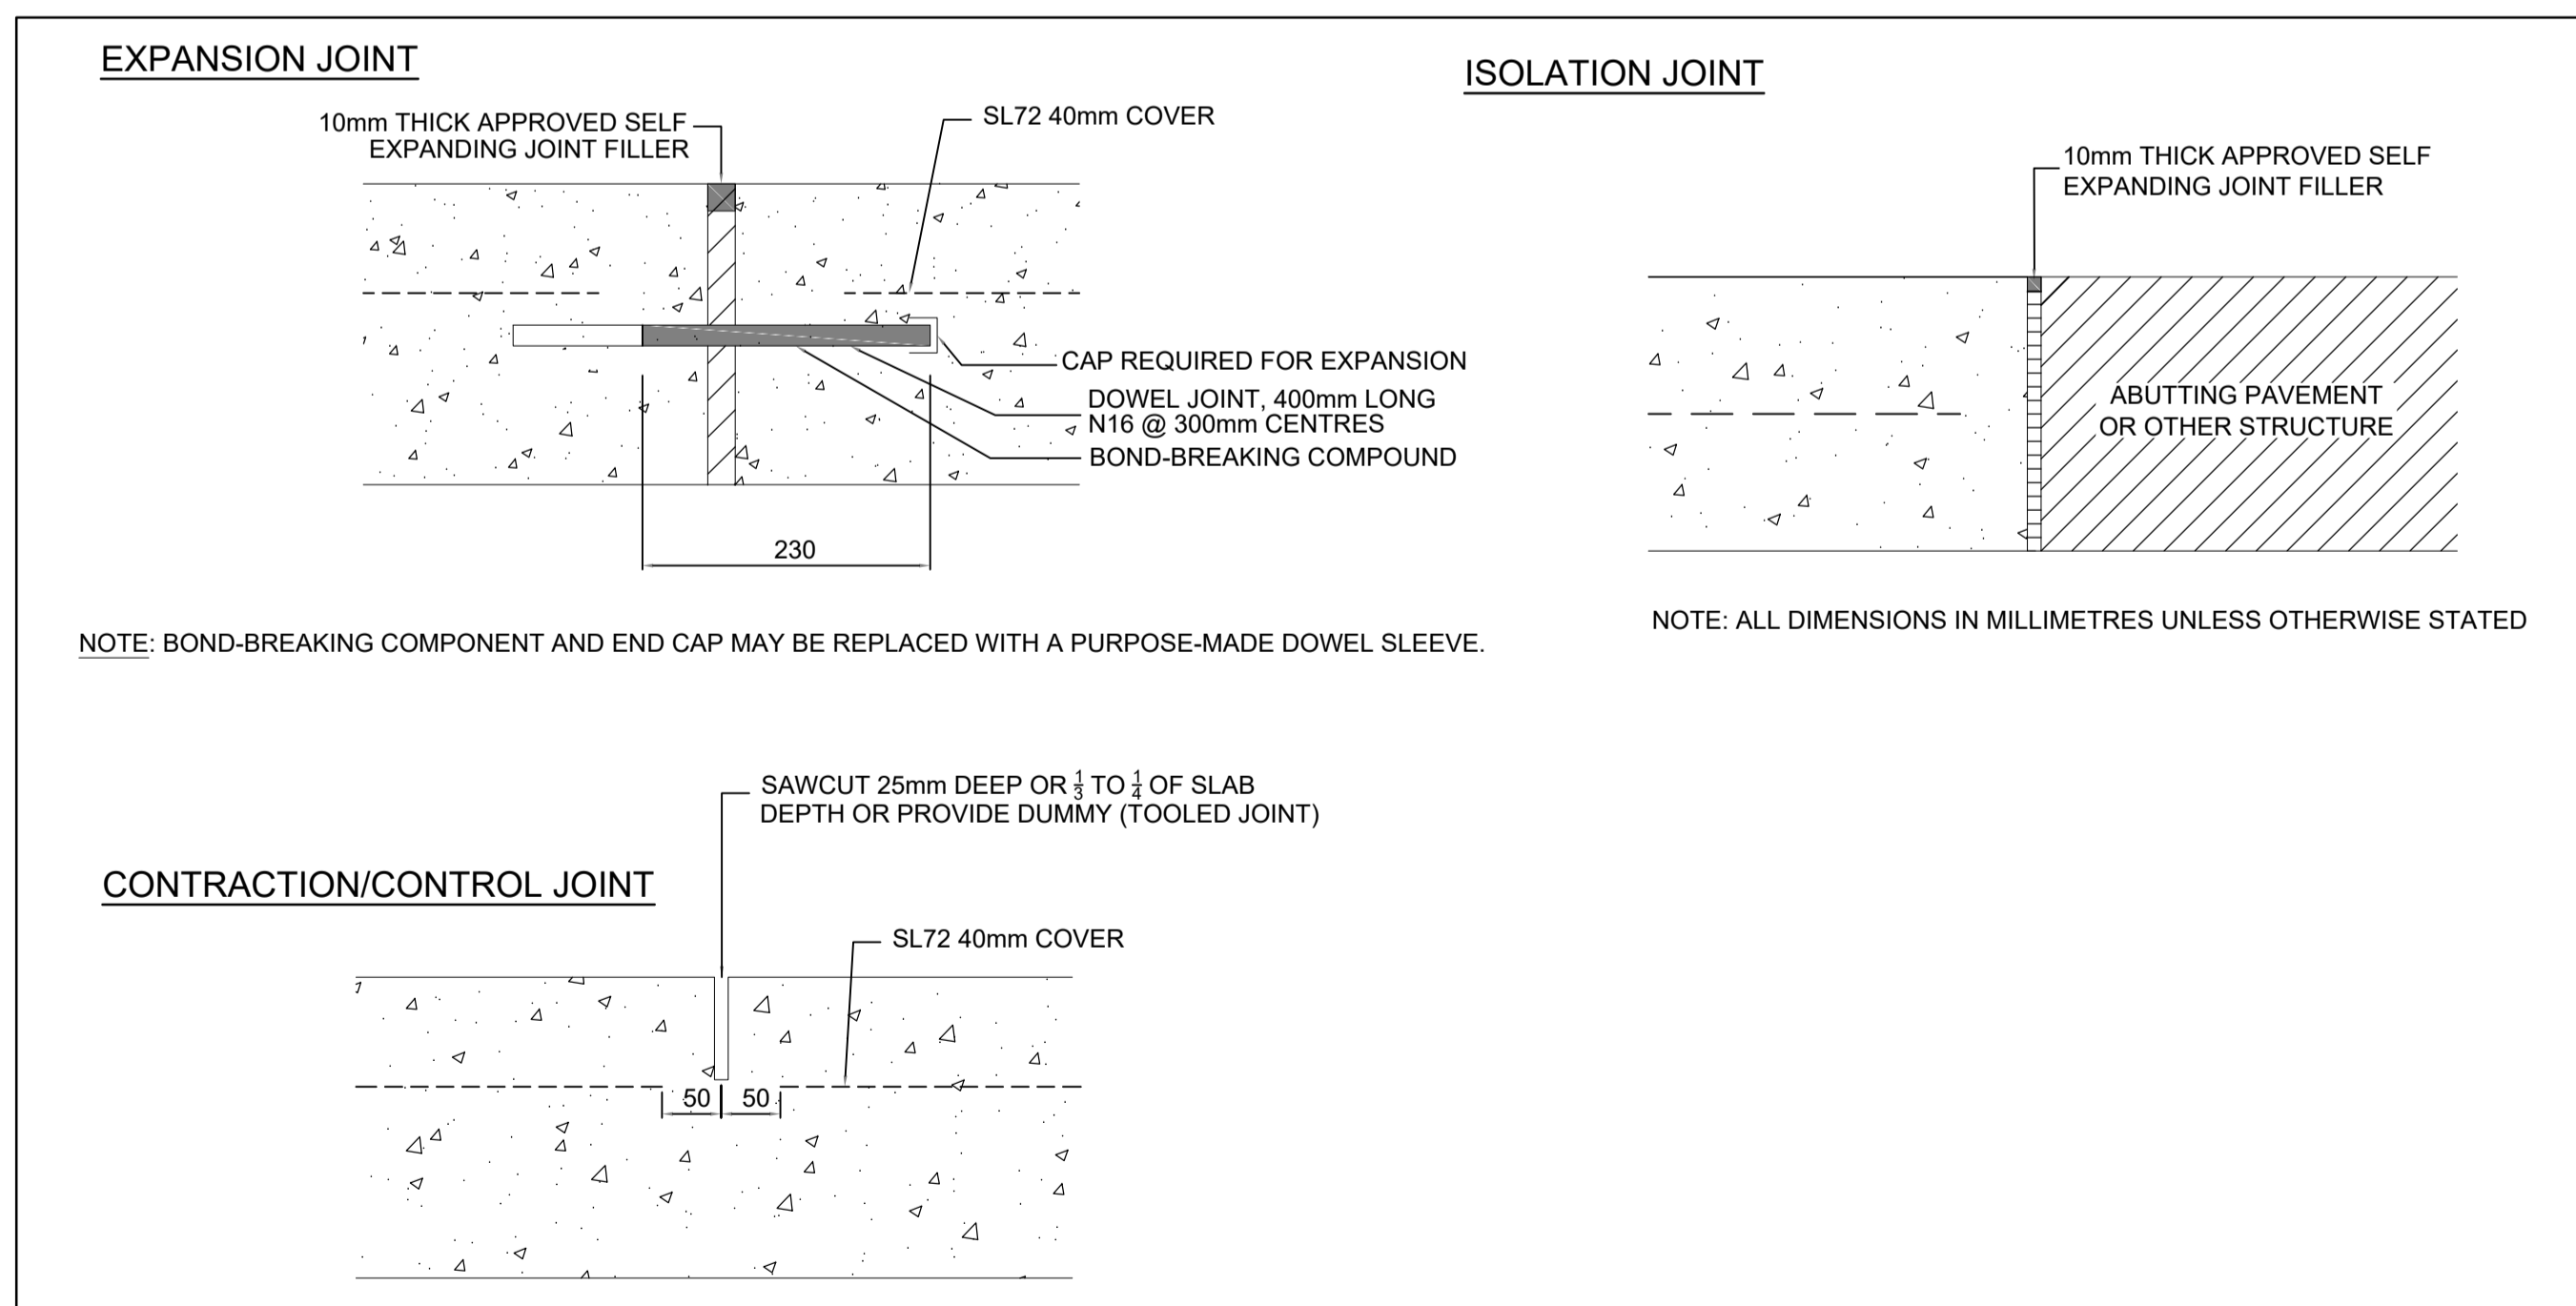 EXPANSION JOINT
10mm THICK APPROVED SELF
EXPANDING JOINT FILLER
SL72 40mm COVER
CAP REQUIRED FOR EXPANSION
DOWEL JOINT, 400mm LONG
N16 @ 300mm CENTRES
BOND-BREAKING COMPOUND
230
NOTE: BOND-BREAKING COMPONENT AND END CAP MAY BE REPLACED WITH A PURPOSE-MADE DOWEL SLEEVE.
ISOLATION JOINT
10mm THICK APPROVED SELF
EXPANDING JOINT FILLER
ABUTTING PAVEMENT
OR OTHER STRUCTURE
NOTE: ALL DIMENSIONS IN MILLIMETRES UNLESS OTHERWISE STATED
SAWCUT 25mm DEEP OR 1/3 TO 1/4 OF SLAB
DEPTH OR PROVIDE DUMMY (TOOLED JOINT)
CONTRACTION/CONTROL JOINT
SL72 40mm COVER
50 50